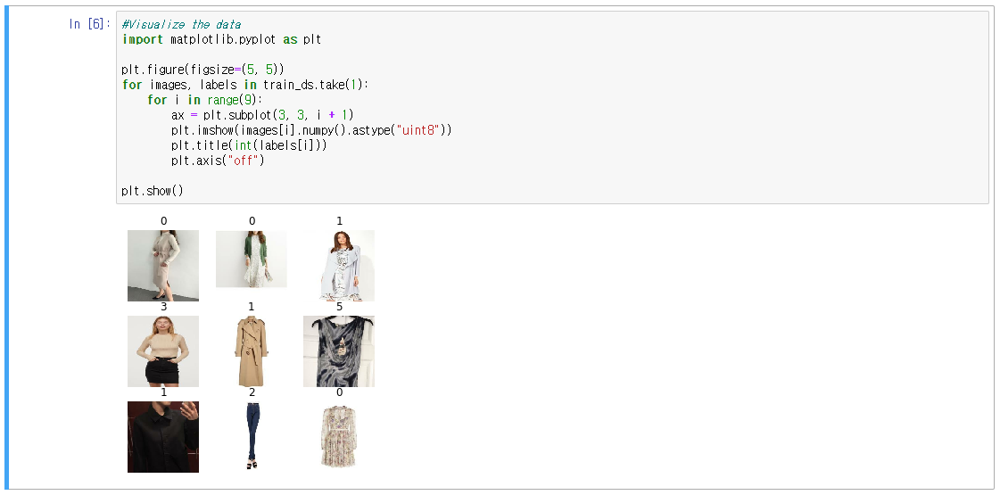 In [6]:
#Visualize the data
import matplotlib.pyplot as plt
plt.figure(figsize=(5, 5))
for images, labels in train_ds.take(1):
    for i in range(9):
        ax = plt.subplot(3, 3, i + 1)
        plt.imshow(images[i].numpy().astype("uint8"))
        plt.title(int(labels[i]))
        plt.axis("off")
plt.show()
0 0 1
3 1 5
1 2 0